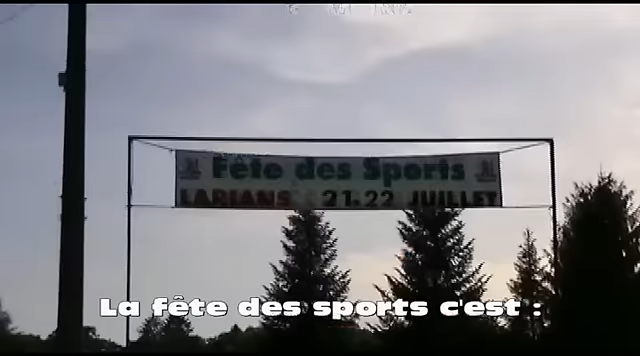 Fête des Sports
LARIANS 21.22 JUILLET
La fête des sports c'est :